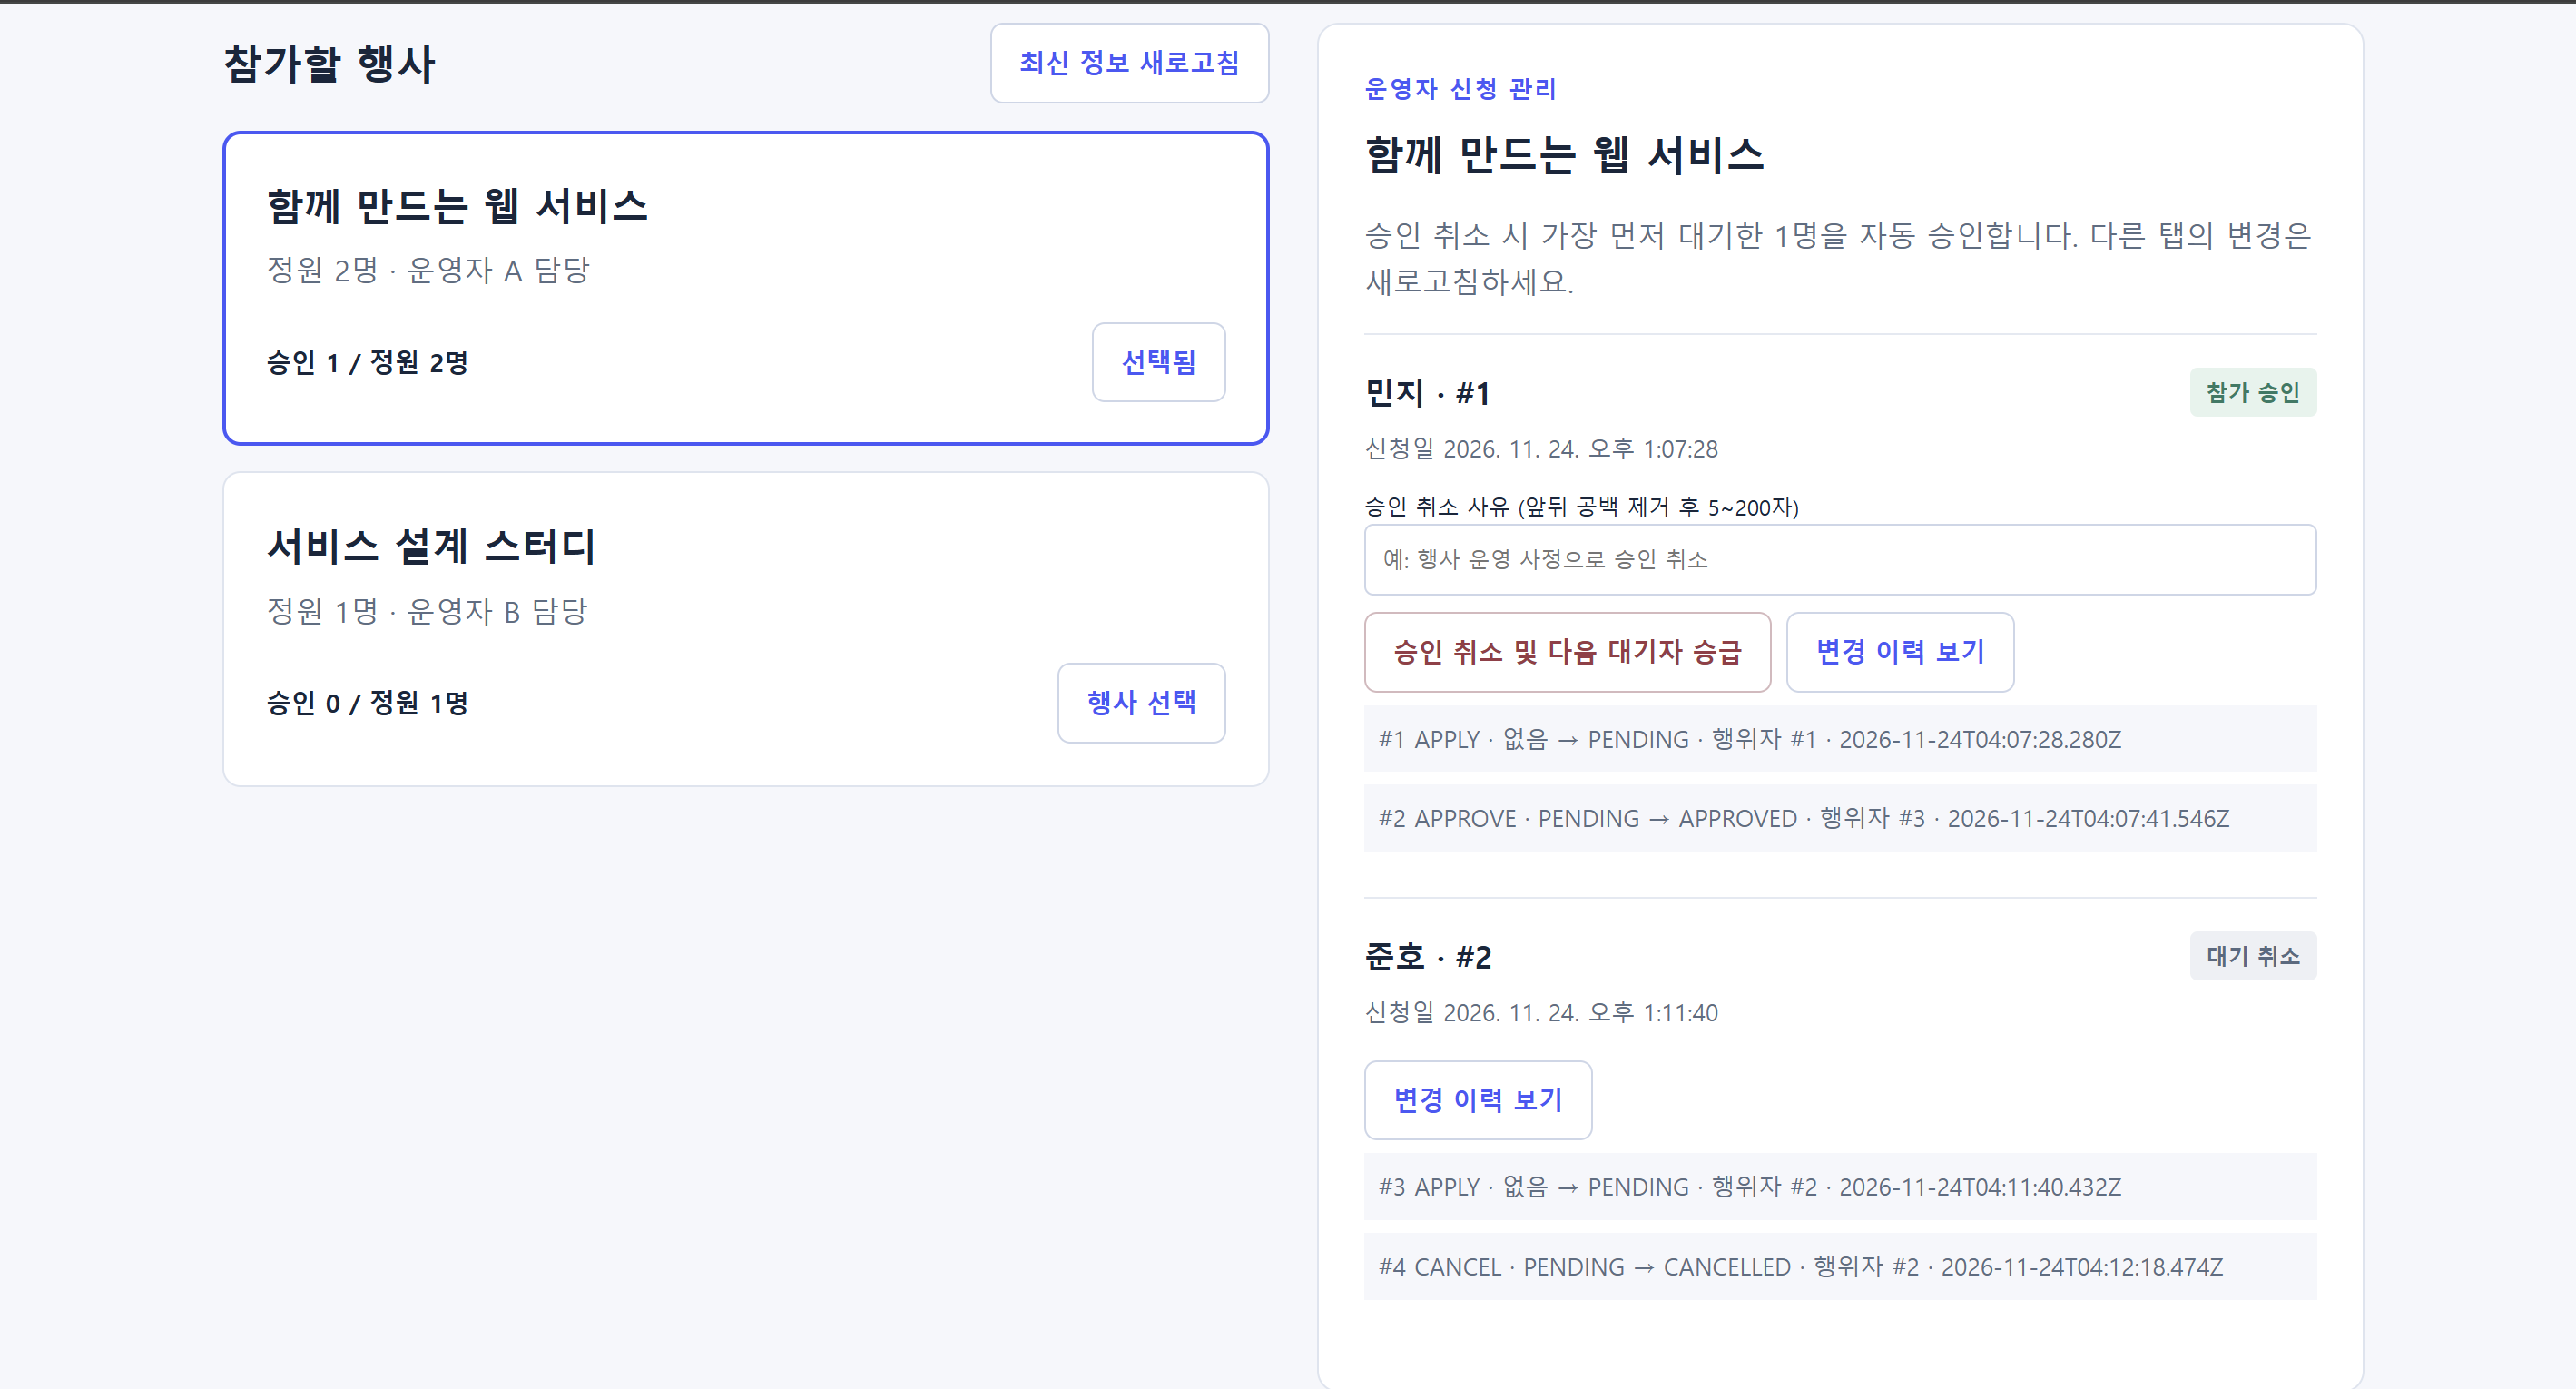 참가할 행사
최신 정보 새로고침
함께 만드는 웹 서비스
정원 2명 · 운영자 A 담당
승인 1 / 정원 2명
선택됨
서비스 설계 스터디
정원 1명 · 운영자 B 담당
승인 0 / 정원 1명
행사 선택
운영자 신청 관리
함께 만드는 웹 서비스
승인 취소 시 가장 먼저 대기한 1명을 자동 승인합니다. 다른 탭의 변경은
새로고침하세요.
민지 · #1
참가 승인
신청일 2026. 11. 24. 오후 1:07:28
승인 취소 사유 (앞뒤 공백 제거 후 5~200자)
예: 행사 운영 사정으로 승인 취소
승인 취소 및 다음 대기자 승급
변경 이력 보기
#1 APPLY · 없음 → PENDING · 행위자 #1 · 2026-11-24T04:07:28.280Z
#2 APPROVE · PENDING → APPROVED · 행위자 #3 · 2026-11-24T04:07:41.546Z
준호 · #2
대기 취소
신청일 2026. 11. 24. 오후 1:11:40
변경 이력 보기
#3 APPLY · 없음 → PENDING · 행위자 #2 · 2026-11-24T04:11:40.432Z
#4 CANCEL · PENDING → CANCELLED · 행위자 #2 · 2026-11-24T04:12:18.474Z